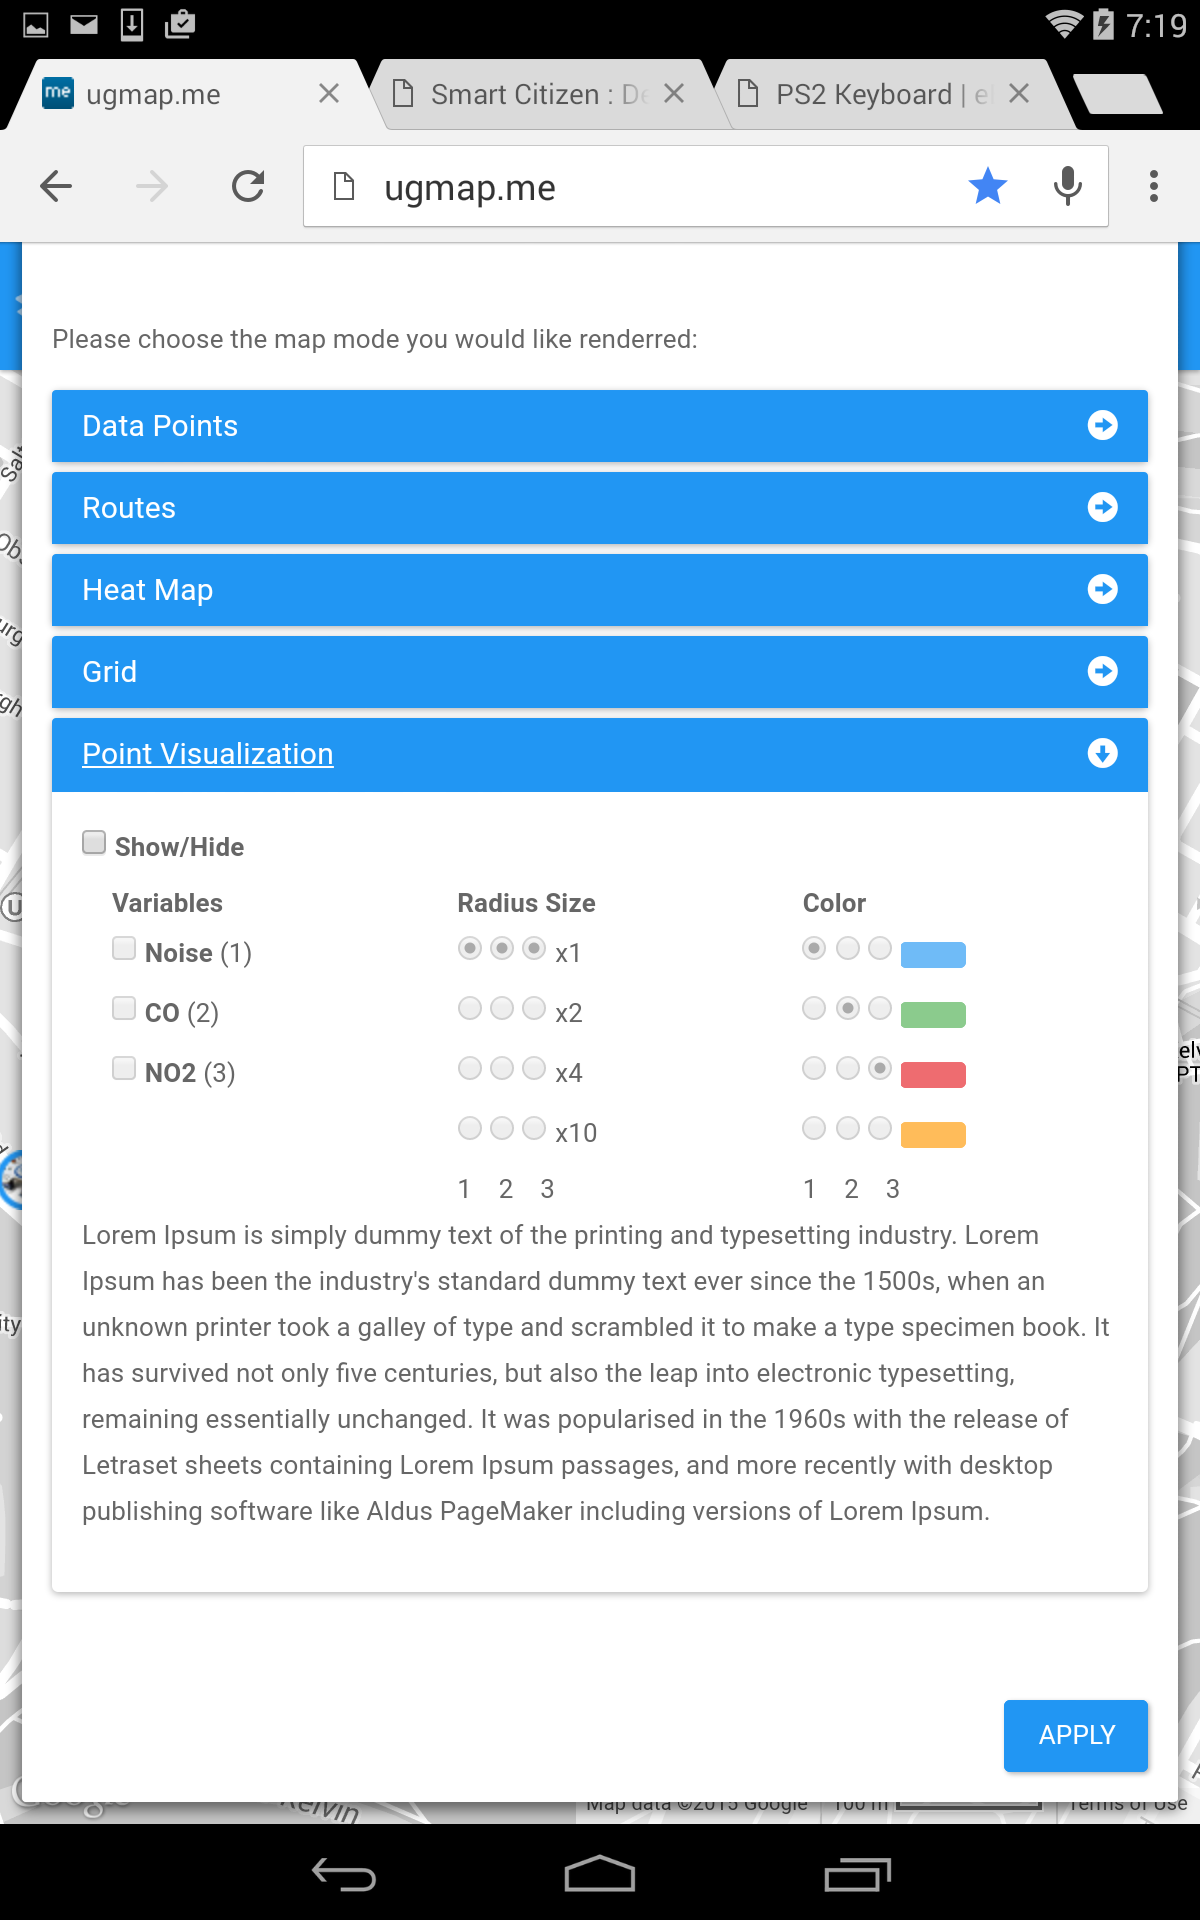 7:19
me ugmap.me
Smart Citizen : De
PS2 Keyboard | el
ugmap.me
Please choose the map mode you would like renderred:
Data Points
Routes
Heat Map
Grid
Point Visualization
Show/Hide
Variables Radius Size Color
Noise (1) x1
CO (2) x2
NO2 (3) x4
x10
1 2 3 1 2 3
Lorem Ipsum is simply dummy text of the printing and typesetting industry. Lorem
Ipsum has been the industry's standard dummy text ever since the 1500s, when an
unknown printer took a galley of type and scrambled it to make a type specimen book. It
has survived not only five centuries, but also the leap into electronic typesetting,
remaining essentially unchanged. It was popularised in the 1960s with the release of
Letraset sheets containing Lorem Ipsum passages, and more recently with desktop
publishing software like Aldus PageMaker including versions of Lorem Ipsum.
APPLY
Google
Kelvin
Map data ©2015 Google
100 m
Terms of Use